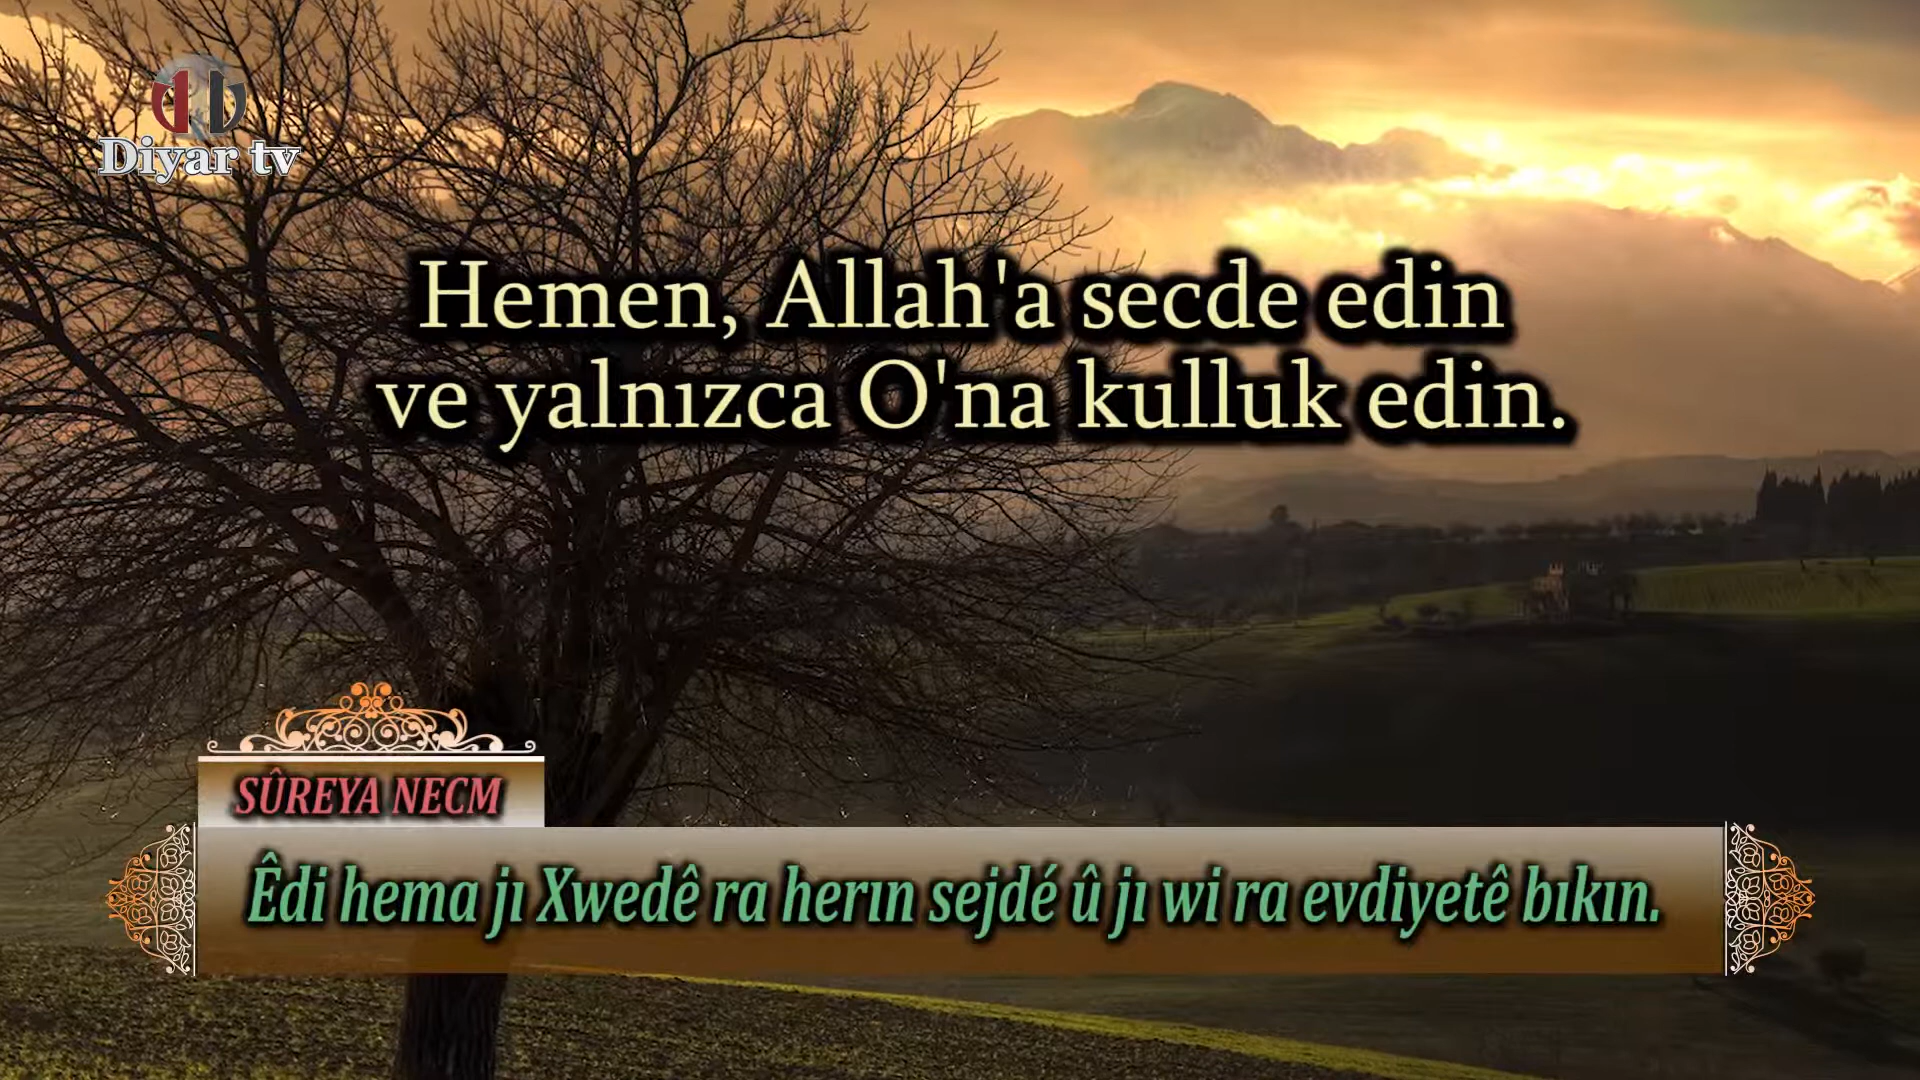 Diyar tv
Hemen, Allah'a secde edin
ve yalnızca O'na kulluk edin.
SÛREYA NECM
Êdi hema jı Xwedê ra herın sejdé û jı wi ra evdiyetê bıkın.